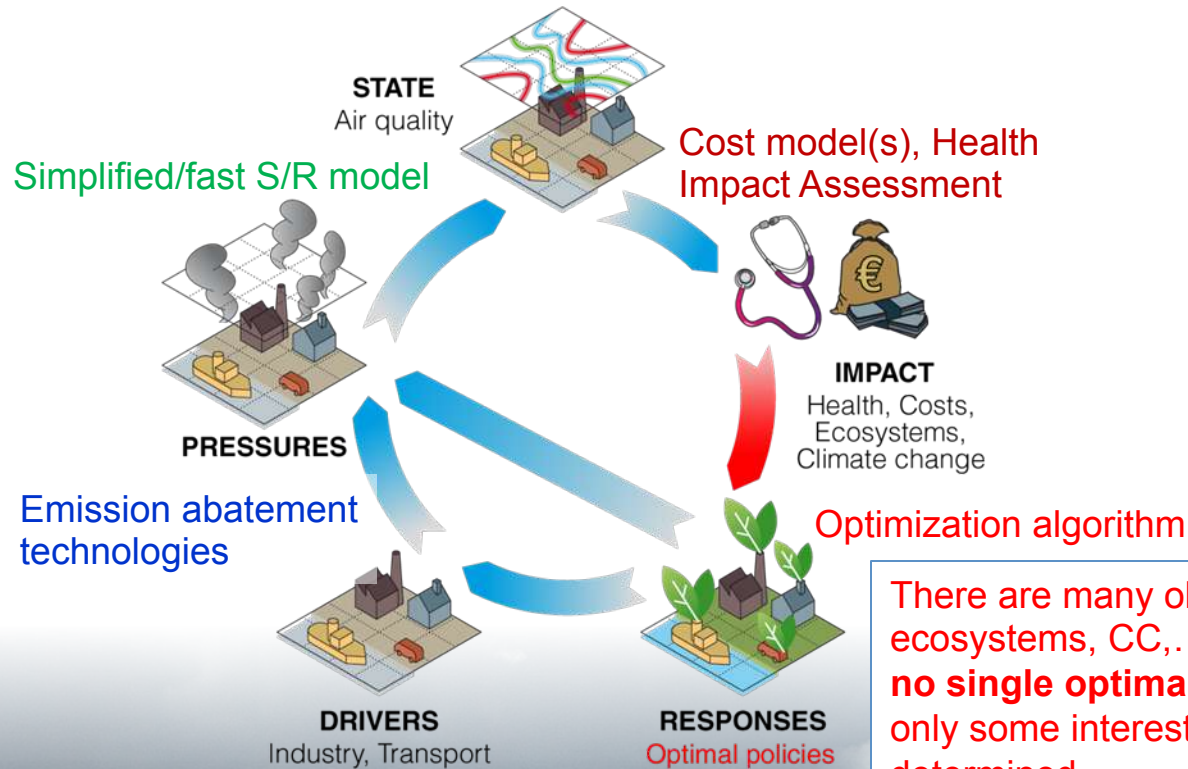 STATE
Air quality
Cost model(s), Health
Impact Assessment
Simplified/fast S/R model
€
IMPACT
Health, Costs,
Ecosystems,
Climate change
PRESSURES
Emission abatement
technologies
Optimization algorithm
There are many
ecosystems, CC,.
no single
only some
DRIVERS
Industry, Transport
RESPONSES
Optimal policies